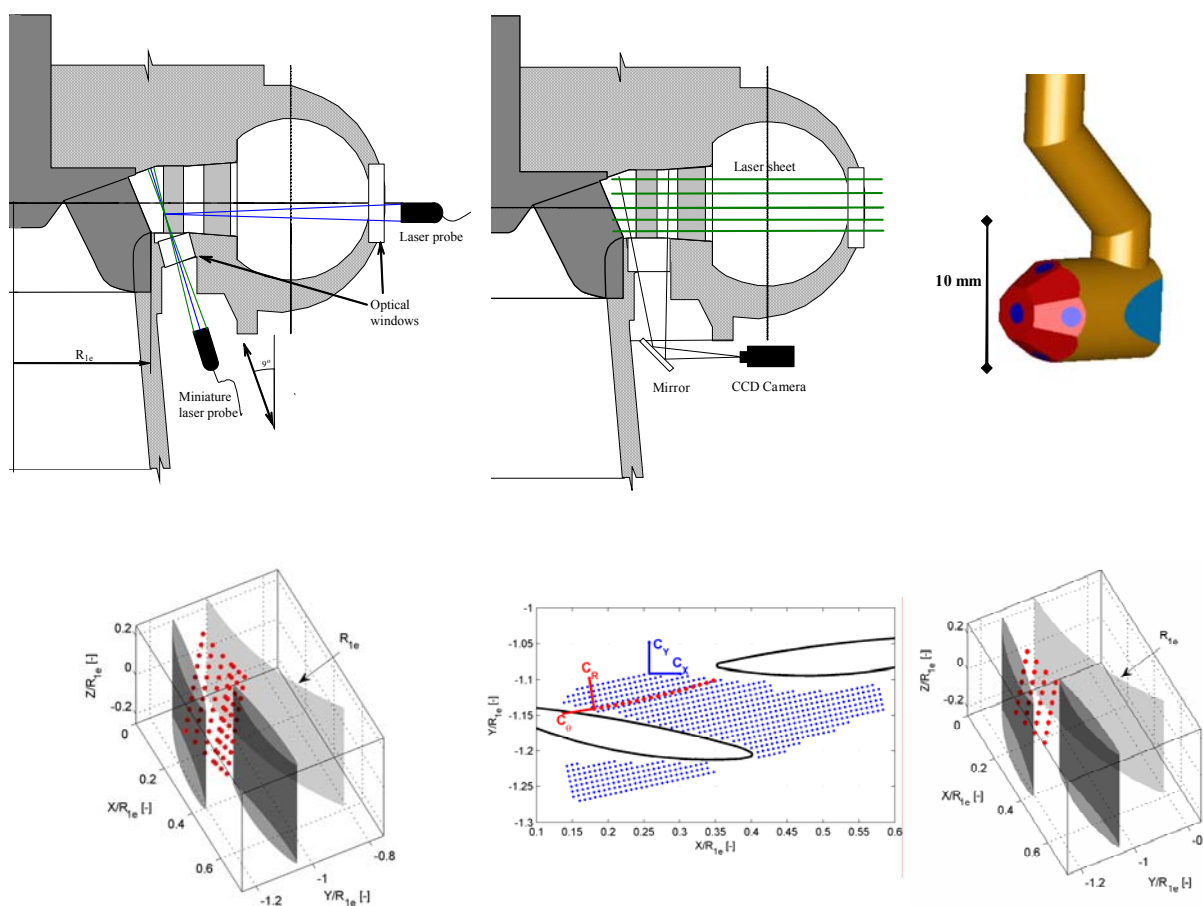 Laser probe
Optical
windows
R1e
9°
Miniature
laser probe
Laser sheet
Mirror
CCD Camera
10 mm
0.2
0
-0.2
Z/R1e [-]
0
0.2
0.4
0.6
X/R1e [-]
-1.2
-1
-0.8
Y/R1e [-]
R1e
-1
-1.05
-1.1
-1.15
-1.2
-1.25
-1.3
Y/R1e [-]
CY
CX
CR
Cθ
0.1 0.15 0.2 0.25 0.3 0.35 0.4 0.45 0.5 0.55 0.6
X/R1e [-]
0.2
0
-0.2
Z/R1e [-]
0
0.2
0.4
0.6
X/R1e [-]
-1.2
-1
Y/R1e [-]
R1e